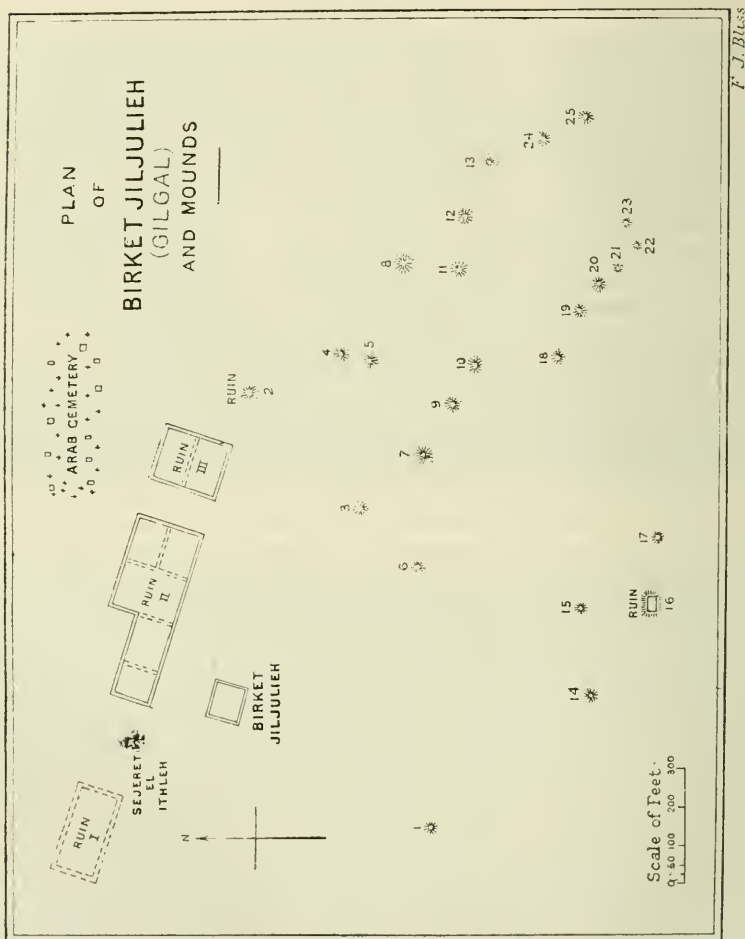 PLAN
OF
BIRKET JILJULIEH
(GILGAL)
AND MOUNDS
ARAB CEMETERY
RUIN
I
SEJERET
EL
ITHLEH
RUIN
II
RUIN
III
BIRKET
JILJULIEH
RUIN
2
N
1
3
4
5
6
7
8
9
10
11
12
13
14
15
RUIN
16
17
18
19
20
21
22
23
24
25
Scale of Feet.
0 50 100 200 300
F J. Bliss